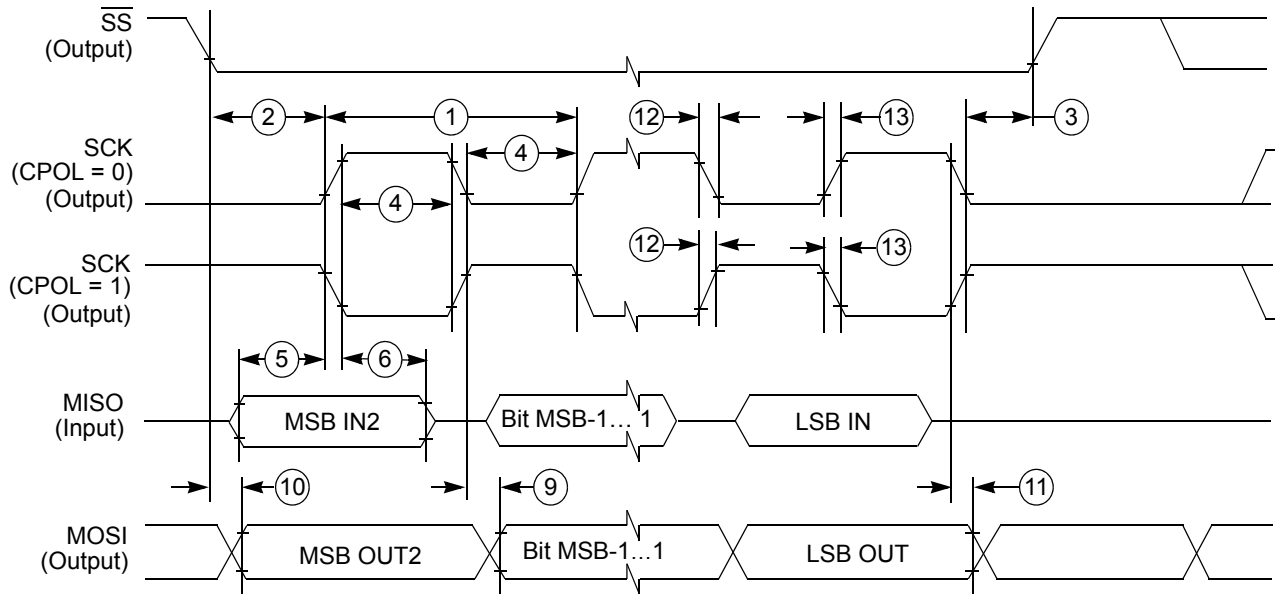 SS
(Output)
2
1
12
13
3
SCK
(CPOL = 0)
(Output)
4
4
12
13
SCK
(CPOL = 1)
(Output)
5
6
MISO
(Input)
MSB IN2
Bit MSB-1... 1
LSB IN
10
9
11
MOSI
(Output)
MSB OUT2
Bit MSB-1...1
LSB OUT